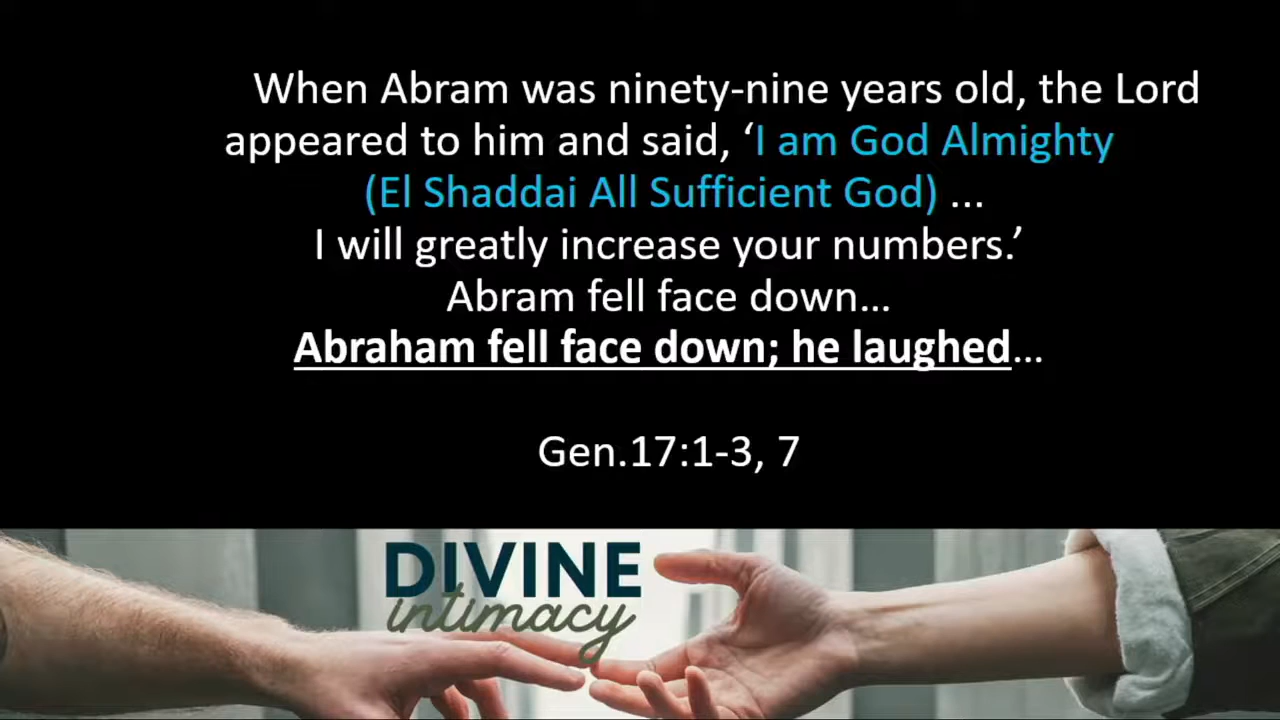 When Abram was ninety-nine years old, the Lord
appeared to him and said, ‘I am God Almighty
(El Shaddai All Sufficient God) ...
I will greatly increase your numbers.’
Abram fell face down...
Abraham fell face down; he laughed...
Gen.17:1-3, 7
DIVINE
intimacy